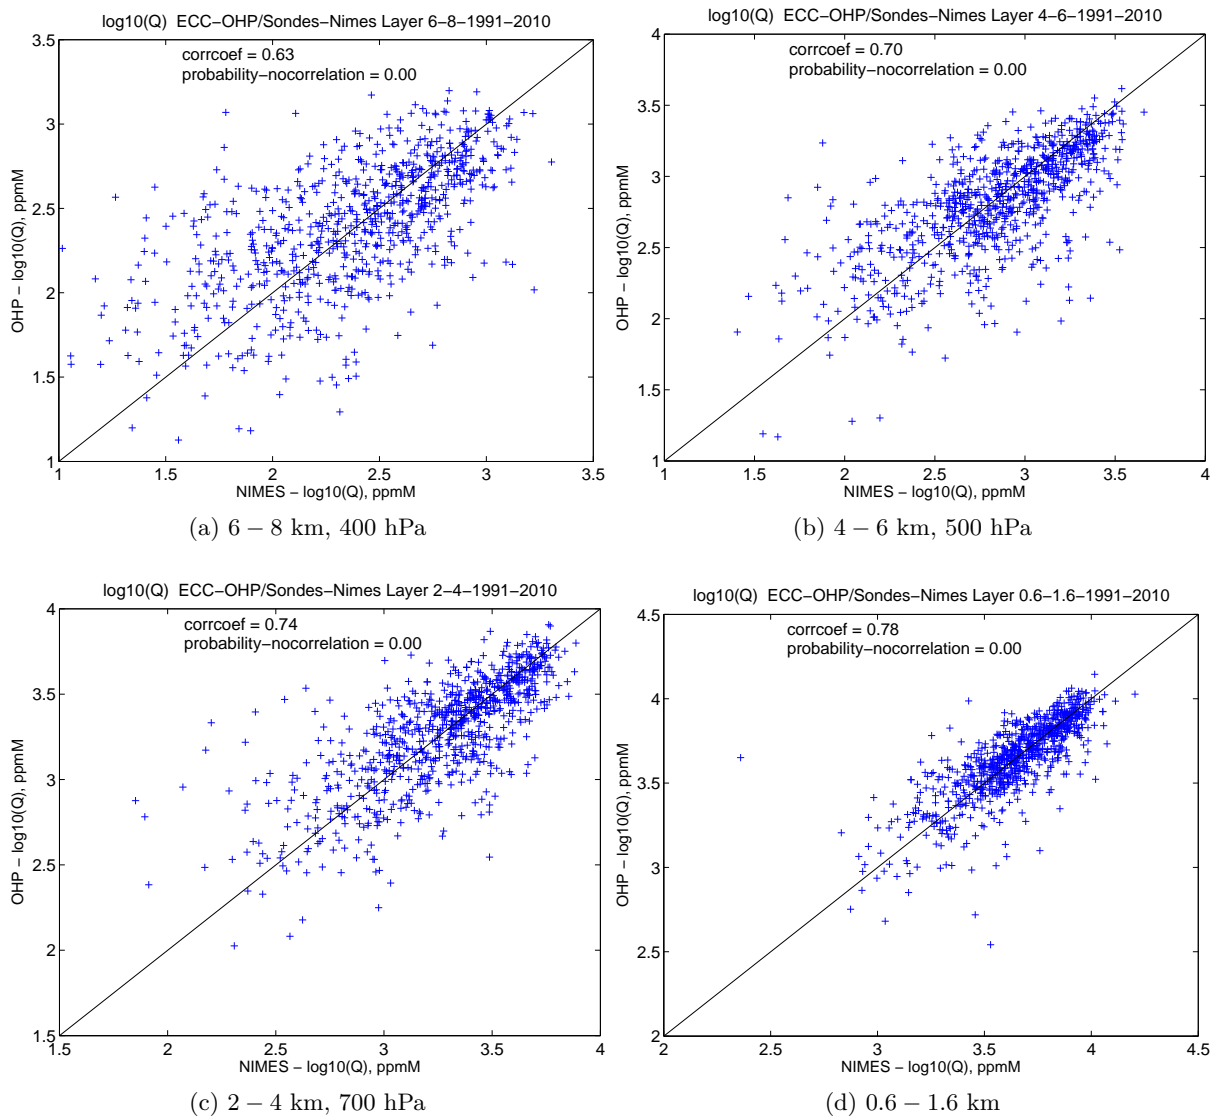 log10(Q) ECC−OHP/Sondes−Nimes Layer 6−8−1991−2010
corrcoef = 0.63
probability−nocorrelation = 0.00
3.5
3
2.5
2
1.5
1
OHP − log10(Q), ppmM
1 1.5 2 2.5 3 3.5
NIMES − log10(Q), ppmM
(a) 6 − 8 km, 400 hPa
log10(Q) ECC−OHP/Sondes−Nimes Layer 4−6−1991−2010
corrcoef = 0.70
probability−nocorrelation = 0.00
4
3.5
3
2.5
2
1.5
1
OHP − log10(Q), ppmM
1 1.5 2 2.5 3 3.5 4
NIMES − log10(Q), ppmM
(b) 4 − 6 km, 500 hPa
log10(Q) ECC−OHP/Sondes−Nimes Layer 2−4−1991−2010
corrcoef = 0.74
probability−nocorrelation = 0.00
4
3.5
3
2.5
2
1.5
OHP − log10(Q), ppmM
1.5 2 2.5 3 3.5 4
NIMES − log10(Q), ppmM
(c) 2 − 4 km, 700 hPa
log10(Q) ECC−OHP/Sondes−Nimes Layer 0.6−1.6−1991−2010
corrcoef = 0.78
probability−nocorrelation = 0.00
4.5
4
3.5
3
2.5
2
OHP − log10(Q), ppmM
2 2.5 3 3.5 4 4.5
NIMES − log10(Q), ppmM
(d) 0.6 − 1.6 km